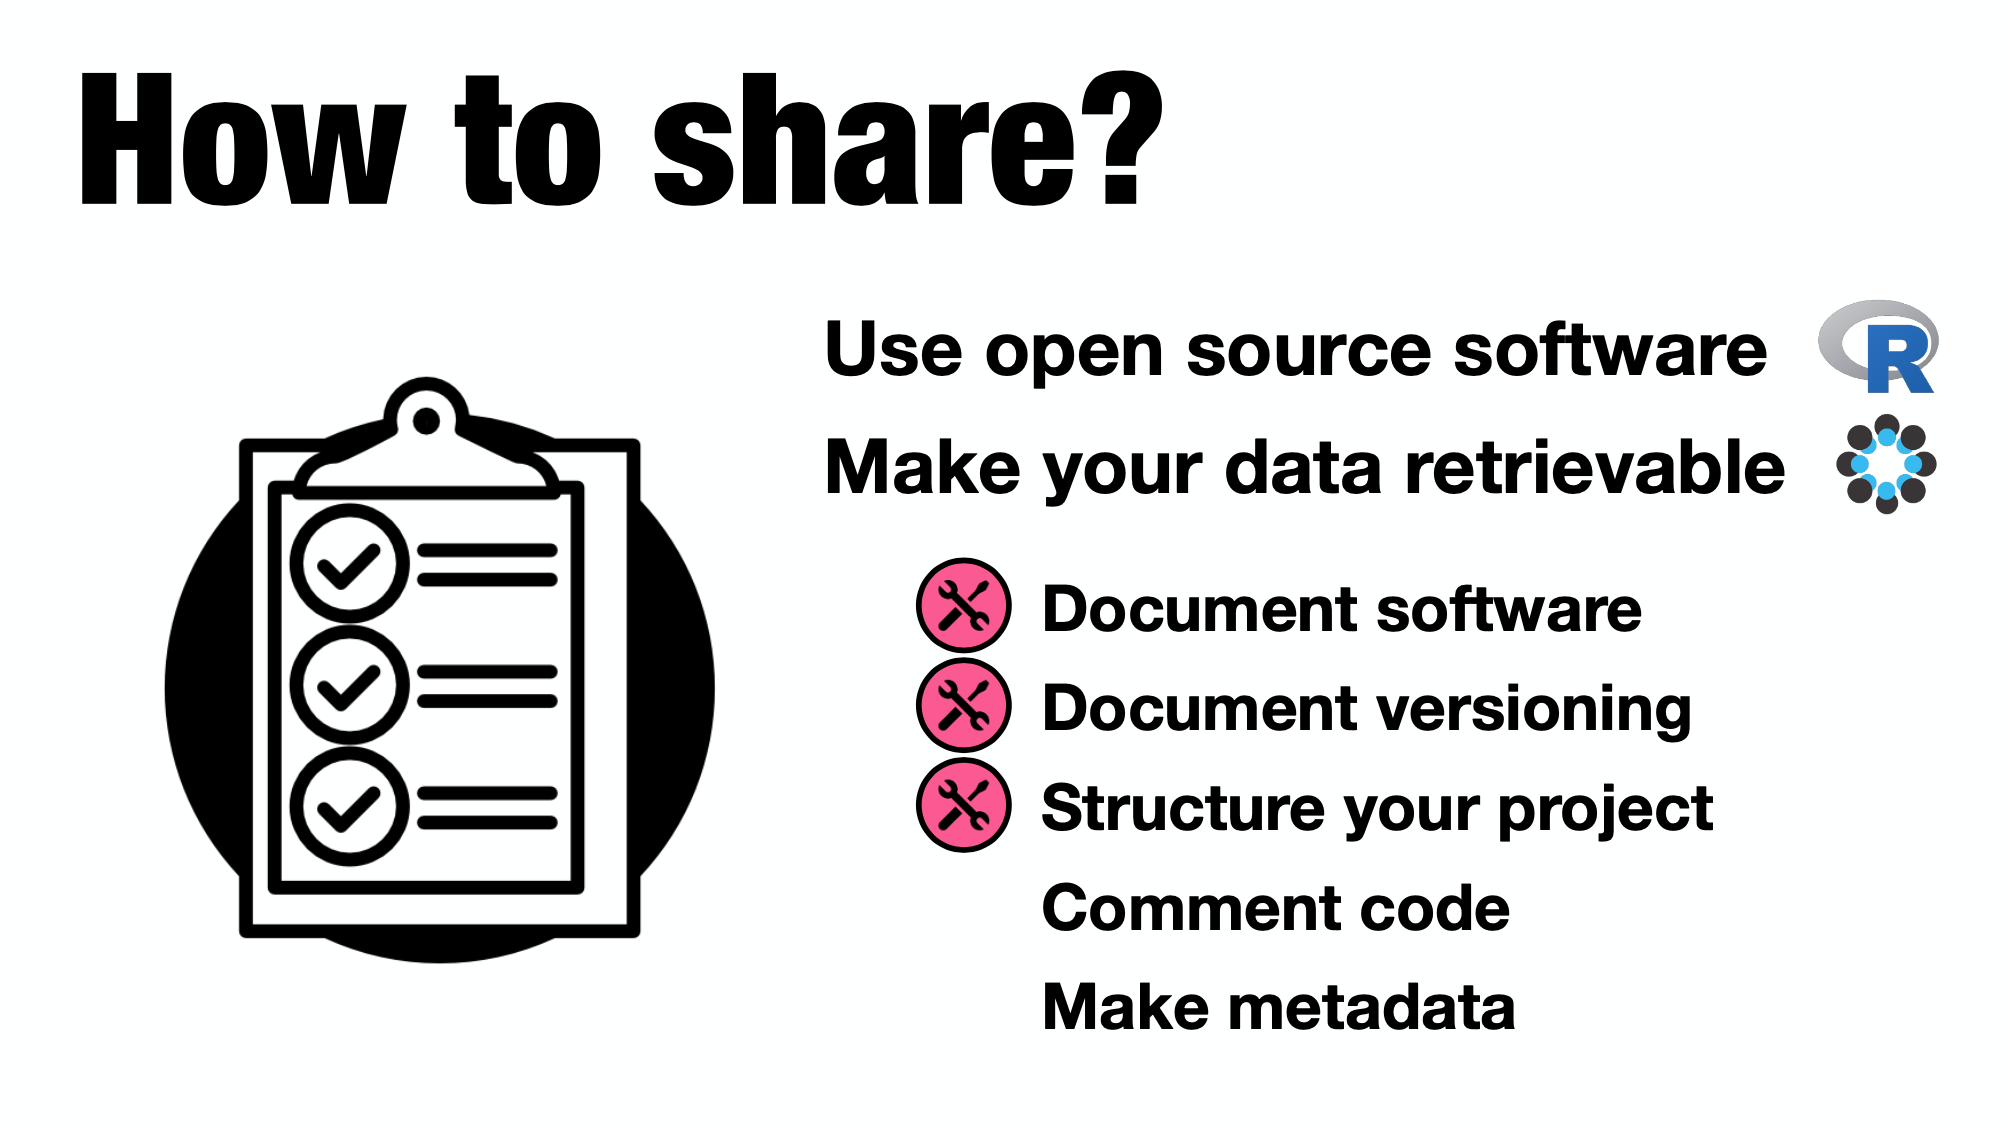 How to share?
Use open source software
R
Make your data retrievable
Document software
Document versioning
Structure your project
Comment code
Make metadata